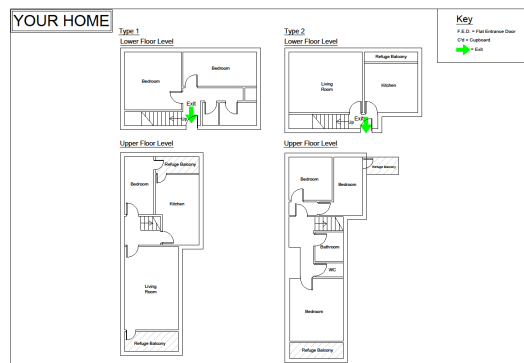 YOUR HOME
Type 1
Lower Floor Level
Bedroom
Bedroom
Exit
Up
Upper Floor Level
Refuge Balcony
Bedroom
Kitchen
Living
Room
Refuge Balcony
Type 2
Lower Floor Level
Refuge Balcony
Living
Room
Kitchen
Exit
Upper Floor Level
Refuge Balcony
Bedroom
Bedroom
Bathroom
WC
Bedroom
Refuge Balcony
Key
F.E.D. = Flat Entrance Door
C'd = Cupboard
= Exit